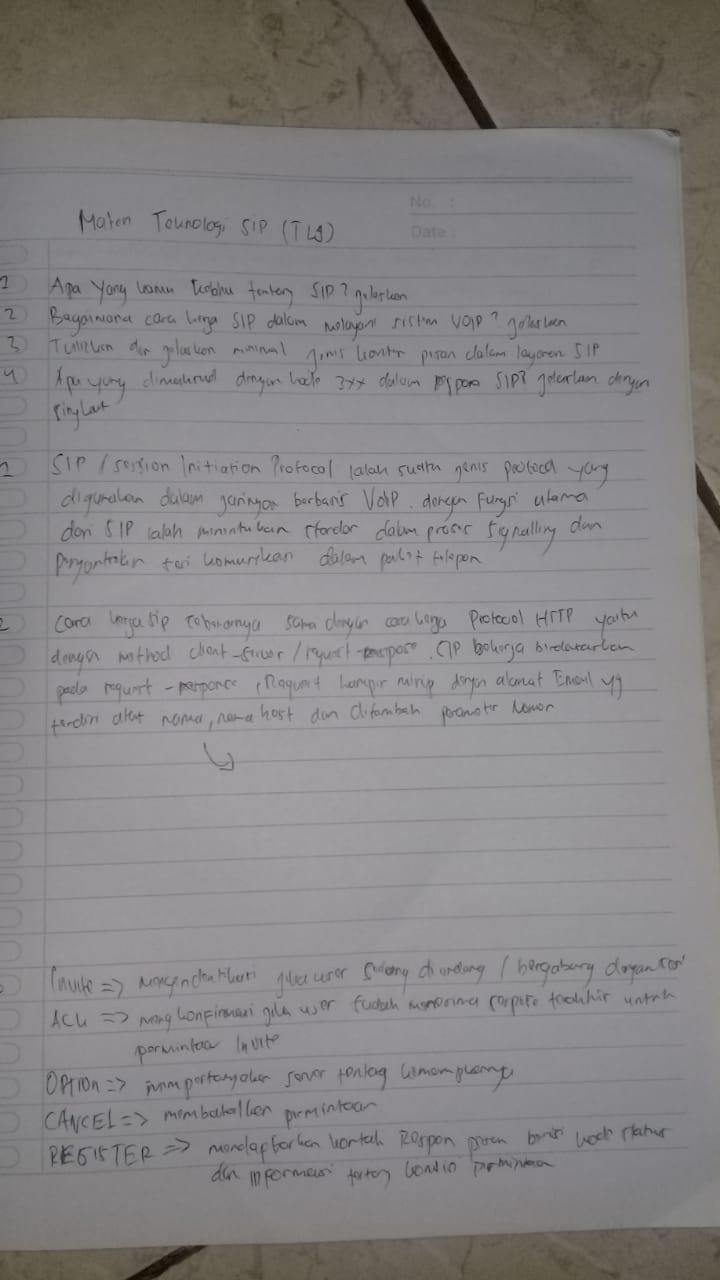 No. :
Materi Teknologi SIP (TLJ)
Date :
1 Apa yang kamu ketahui tentang SIP? jelaskan
2 Bagaimana cara kerja SIP dalam melayani sistem VOIP? jelaskan
3 Tuliskan dan jelaskan minimal jenis kontrol pesan dalam layanan SIP
4 Apa yang dimaksud dengan kode 3xx dalam respons SIP? jelaskan dengan
singkat
1 SIP / Session Initiation Protocol ialah suatu jenis protocol yang
digunakan dalam jaringan berbasis VoIP. dengan fungsi utama
dari SIP ialah menentukan standar dalam proses signalling dan
pengontrolan sesi komunikasi dalam paket telepon
2 Cara kerja sip sebenarnya sama dengan cara kerja Protocol HTTP yaitu
dengan method client-server / request-response. SIP bekerja berdasarkan
pada request-response, Request hampir mirip dengan alamat Email yg
terdiri atas nama, nama host dan ditambah parameter Nomor
Invite => mengindentikasi jika user sedang diundang / bergabung dengan sesi
ACK => mengkonfirmasi jika user sudah menerima respons terakhir untuk
permintaan Invite
OPTION => mempertanyakan server tentang kemampuannya
CANCEL => membatalkan permintaan
REGISTER => mendaptarkan kontak Respon pesan berisi kode status
dan informasi tentang kondisi permintaan